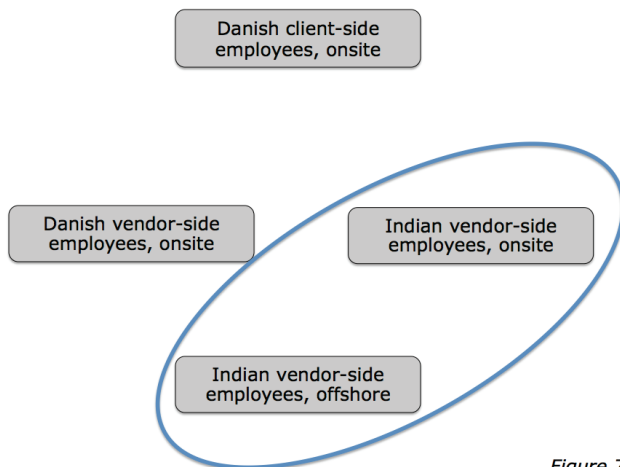 Danish client-side
employees, onsite
Danish vendor-side
employees, onsite
Indian vendor-side
employees, onsite
Indian vendor-side
employees, offshore
Figure